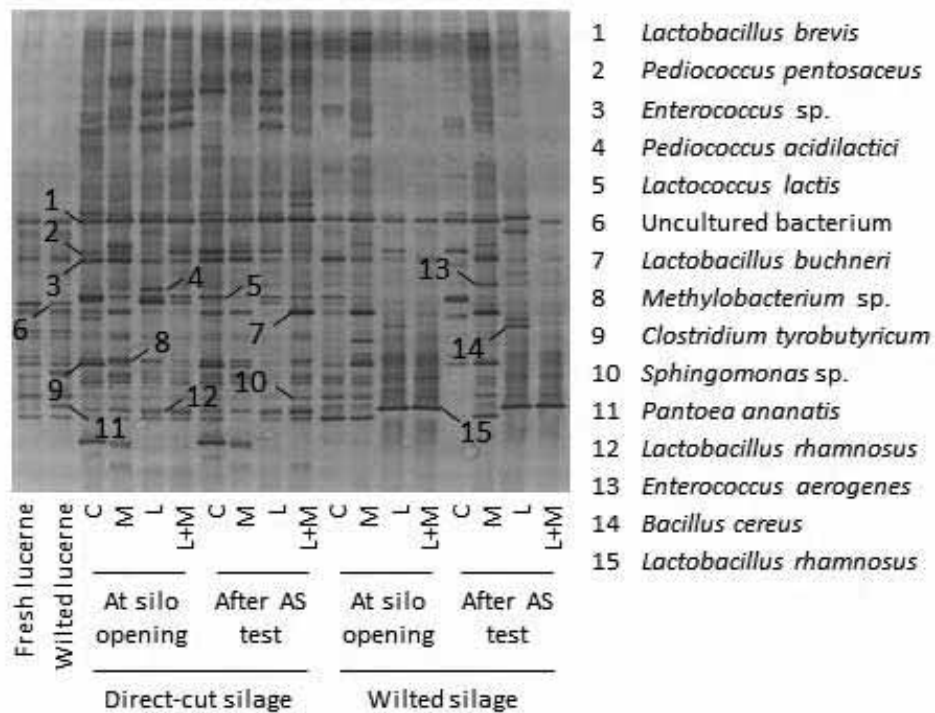 1 Lactobacillus brevis
2 Pediococcus pentosaceus
3 Enterococcus sp.
4 Pediococcus acidilactici
5 Lactococcus lactis
6 Uncultured bacterium
7 Lactobacillus buchneri
8 Methylobacterium sp.
9 Clostridium tyrobutyricum
10 Sphingomonas sp.
11 Pantoea ananatis
12 Lactobacillus rhamnosus
13 Enterococcus aerogenes
14 Bacillus cereus
15 Lactobacillus rhamnosus
1
2
3
4
5
13
6
7
8
14
9
10
12
11
15
Fresh lucerne
Wilted lucerne
C M L L+M C M L L+M C M L L+M C M L L+M
At silo opening
After AS test
At silo opening
After AS test
Direct-cut silage
Wilted silage